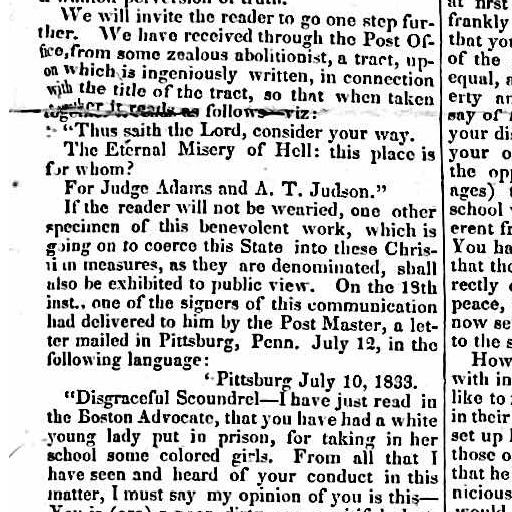 We will invite the reader to go one step fur-
ther. We have received through the Post Of-
fice, from some zealous abolitionist, a tract, up-
on which is ingeniously written, in connection
with the title of the tract, so that when taken
together it reads as follows—viz:
"Thus saith the Lord, consider your way.
The Eternal Misery of Hell: this place is
for whom?
For Judge Adams and A. T. Judson."
If the reader will not be wearied, one other
specimen of this benevolent work, which is
going on to coerce this State into these Chris-
tian measures, as they are denominated, shall
also be exhibited to public view. On the 18th
inst., one of the signers of this communication
had delivered to him by the Post Master, a let-
ter mailed in Pittsburg, Penn. July 12, in the
following language:
"Pittsburg July 10, 1833.
"Disgraceful Scoundrel—I have just read in
the Boston Advocate, that you have had a white
young lady put in prison, for taking in her
school some colored girls. From all that I
have seen and heard of your conduct in this
matter, I must say my opinion of you is this—
at first
frankly
that you
of the
equal, a
erty an
say of
your di
your o
the opp
ages) t
school
erent fr
You ha
that the
rectly
peace,
now se
to the s
How
with in
like to
in their
set up
those o
that he
nicious
would